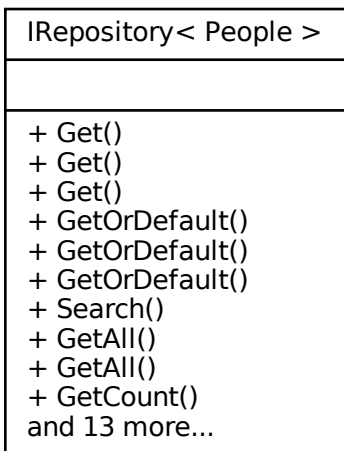 IRepository< People >
+ Get()
+ Get()
+ Get()
+ GetOrDefault()
+ GetOrDefault()
+ GetOrDefault()
+ Search()
+ GetAll()
+ GetAll()
+ GetCount()
and 13 more...